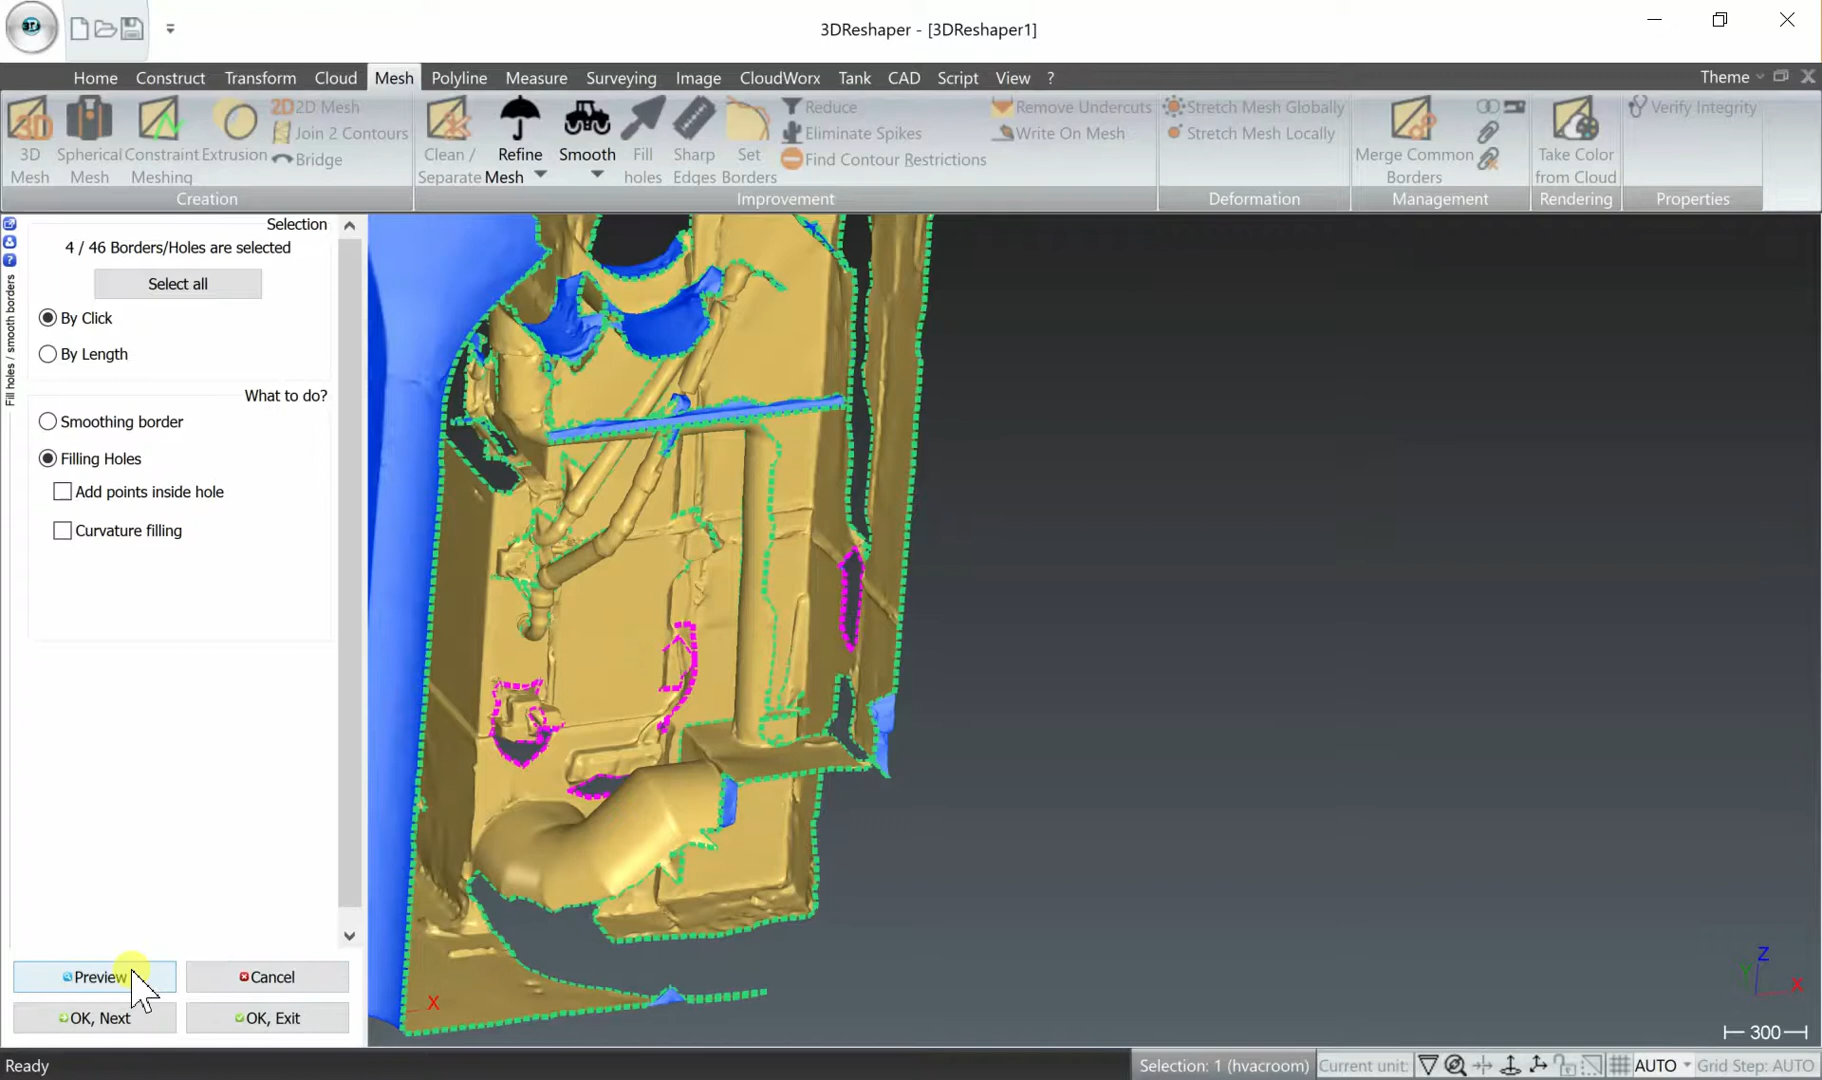 3DReshaper - [3DReshaper1]
Home Construct Transform Cloud Mesh Polyline Measure Surveying Image CloudWorx Tank CAD Script View ? Theme
3D Mesh
Spherical Mesh
Constraint Meshing
Extrusion
2D 2D Mesh
Join 2 Contours
Bridge
Creation
Clean / Separate
Refine Mesh
Smooth
Fill holes
Sharp Edges
Set Borders
Reduce
Eliminate Spikes
Find Contour Restrictions
Remove Undercuts
Write On Mesh
Improvement
Stretch Mesh Globally
Stretch Mesh Locally
Deformation
Merge Common Borders
Management
Take Color from Cloud
Rendering
Verify Integrity
Properties
Fill holes / smooth borders
Selection
4 / 46 Borders/Holes are selected
Select all
By Click
By Length
What to do?
Smoothing border
Filling Holes
Add points inside hole
Curvature filling
Preview
Cancel
OK, Next
OK, Exit
X
Z
Y
X
300
Ready
Selection: 1 (hvacroom)
Current unit:
AUTO
Grid Step: AUTO